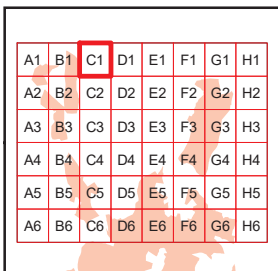 A1 B1 C1 D1 E1 F1 G1 H1
A2 B2 C2 D2 E2 F2 G2 H2
A3 B3 C3 D3 E3 F3 G3 H3
A4 B4 C4 D4 E4 F4 G4 H4
A5 B5 C5 D5 E5 F5 G5 H5
A6 B6 C6 D6 E6 F6 G6 H6